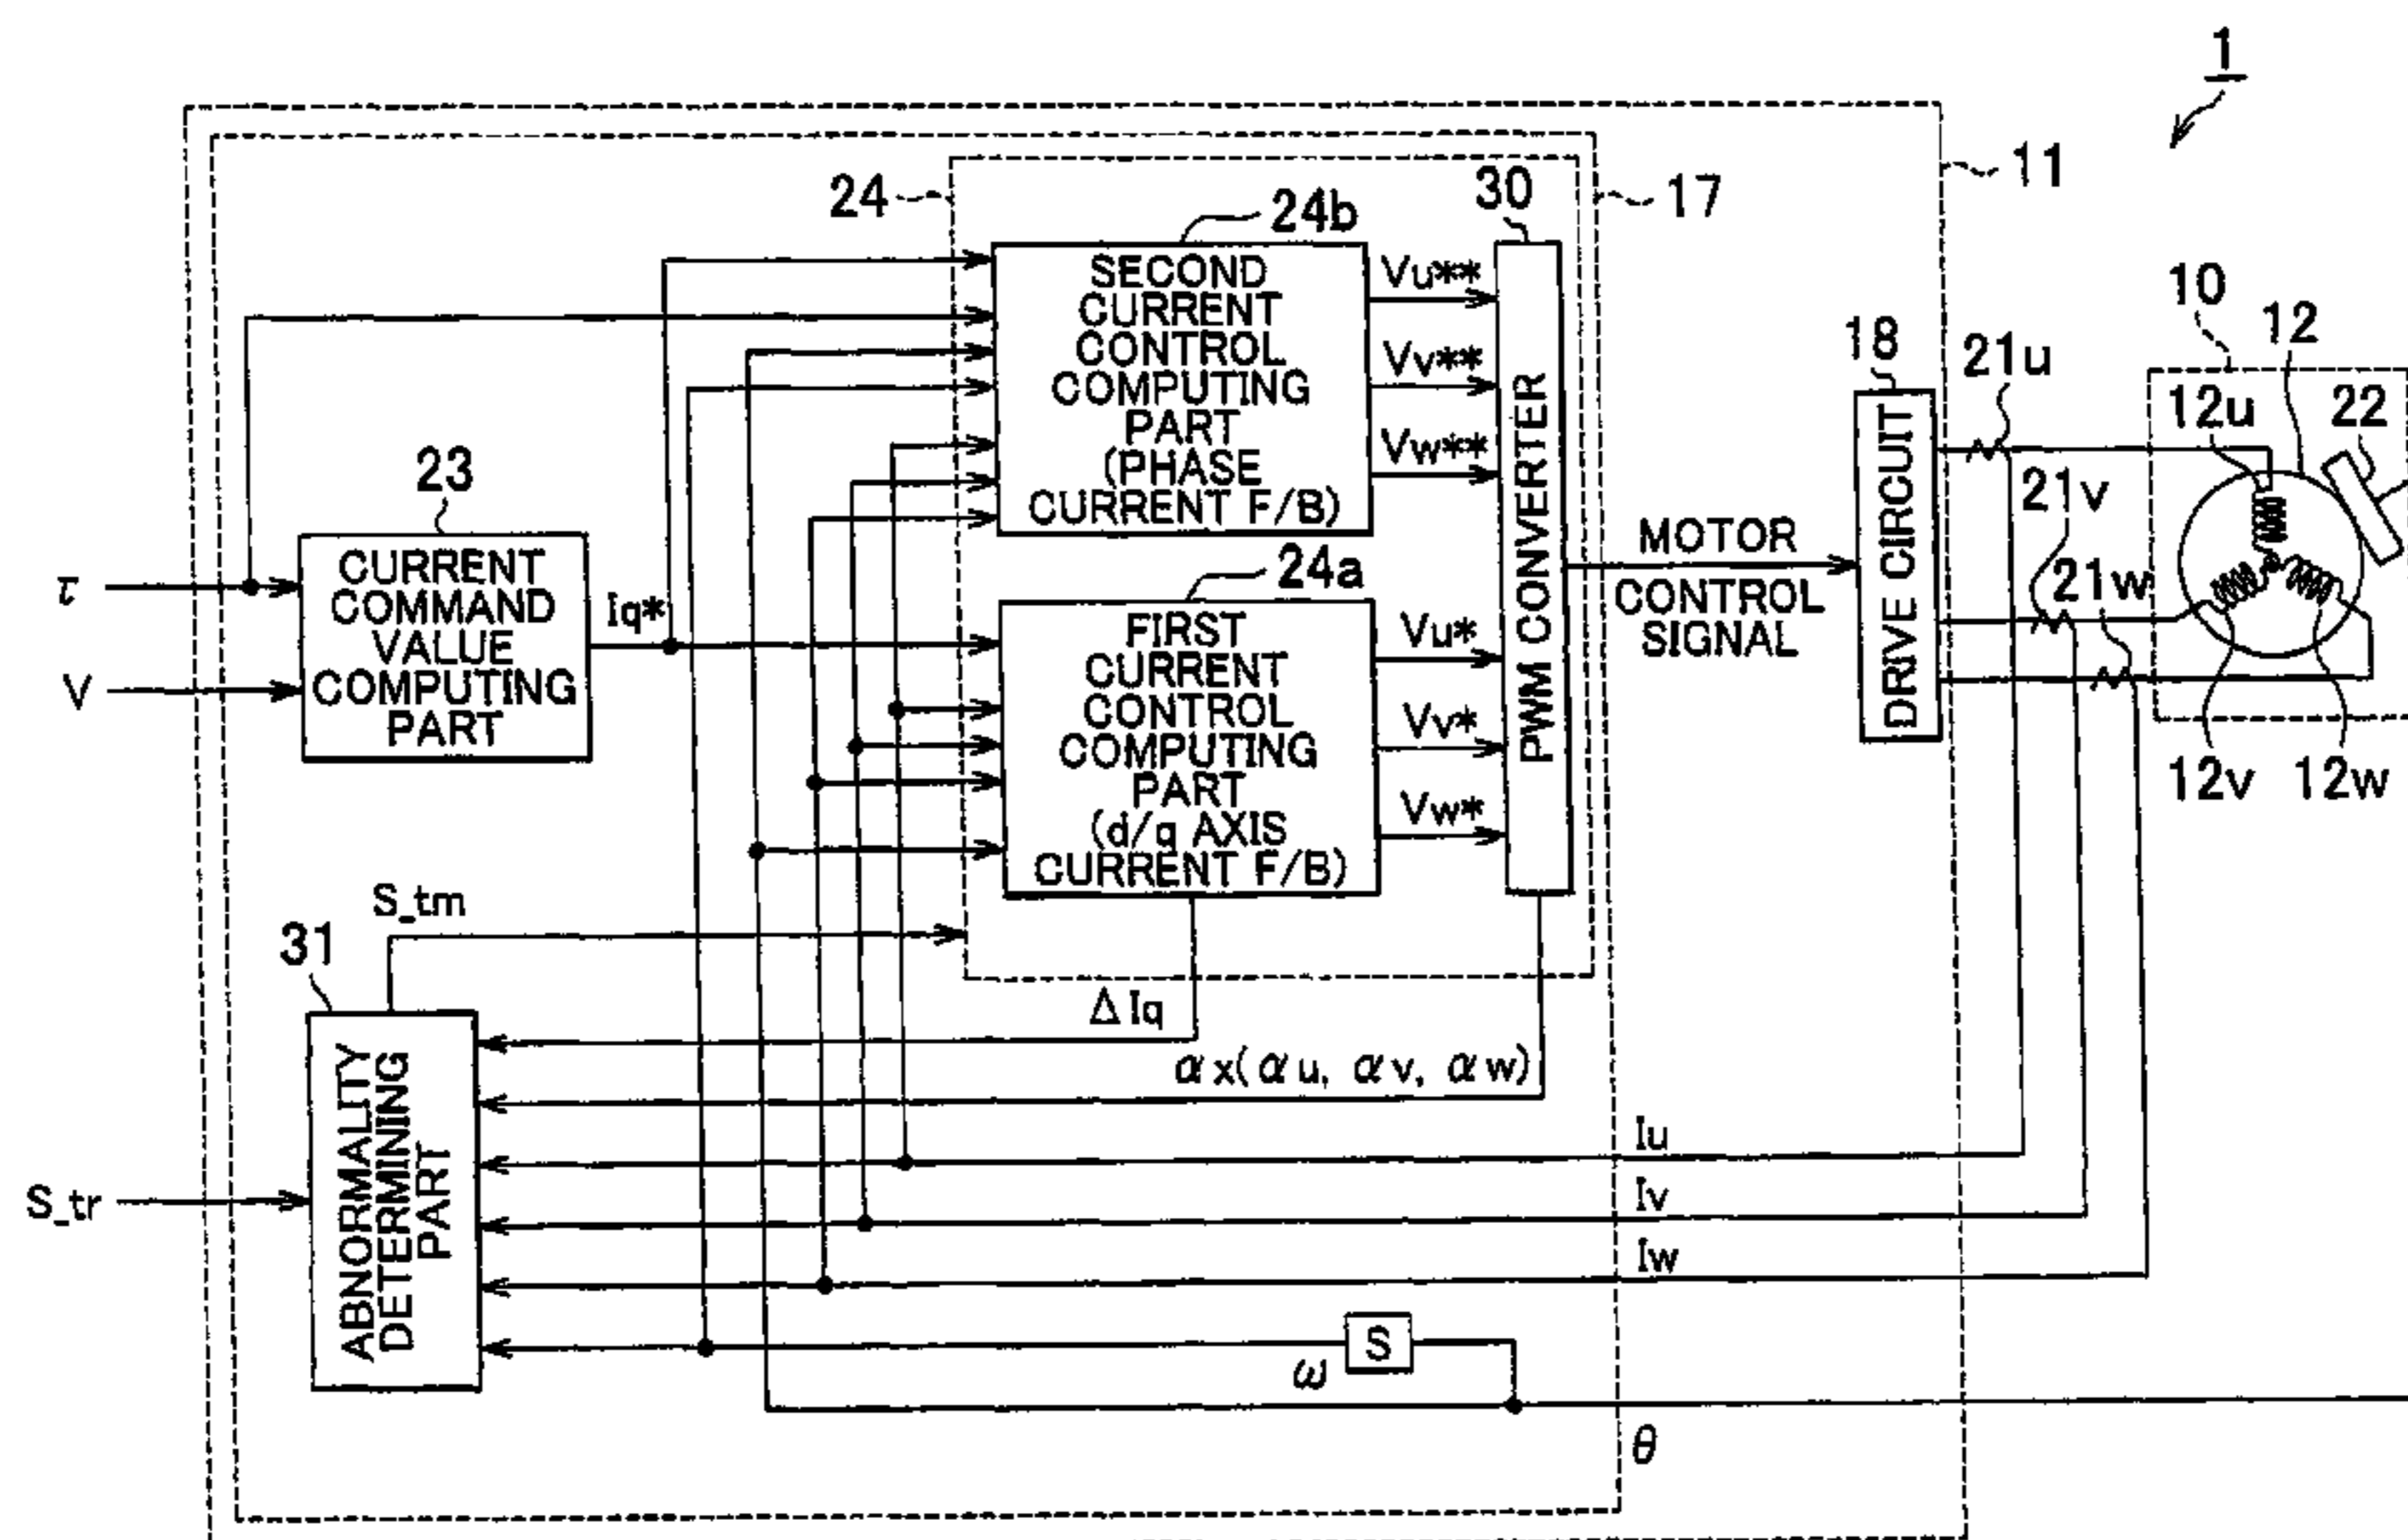 1
11
24
17
30
24b
SECOND
CURRENT
CONTROL
COMPUTING
PART
(PHASE
CURRENT F/B)
Vu**
Vv**
Vw**
PWM CONVERTER
10
12
18
21u
12u
22
DRIVE CIRCUIT
21v
21w
12v
12w
MOTOR
CONTROL
SIGNAL
23
CURRENT
COMMAND
VALUE
COMPUTING
PART
τ
V
Iq*
24a
FIRST
CURRENT
CONTROL
COMPUTING
PART
(d/q AXIS
CURRENT F/B)
Vu*
Vv*
Vw*
S_tm
31
ΔIq
αx(αu, αv, αw)
ABNORMALITY
DETERMINING
PART
S_tr
Iu
Iv
Iw
S
ω
θ